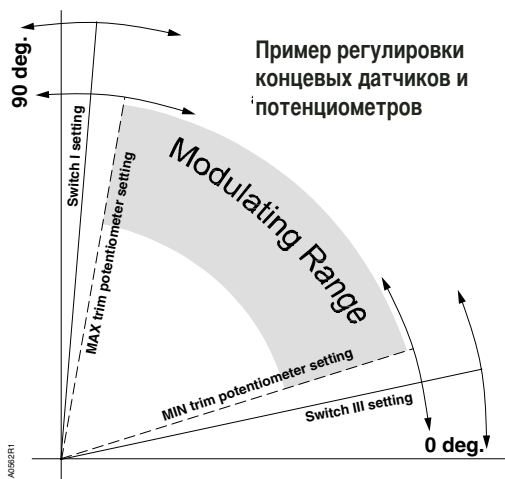 90 deg.
Пример регулировки
концевых датчиков и
потенциометров
Switch I setting
MAX trim potentiometer setting
Modulating Range
MIN trim potentiometer setting
Switch III setting
0 deg.
A0562R1